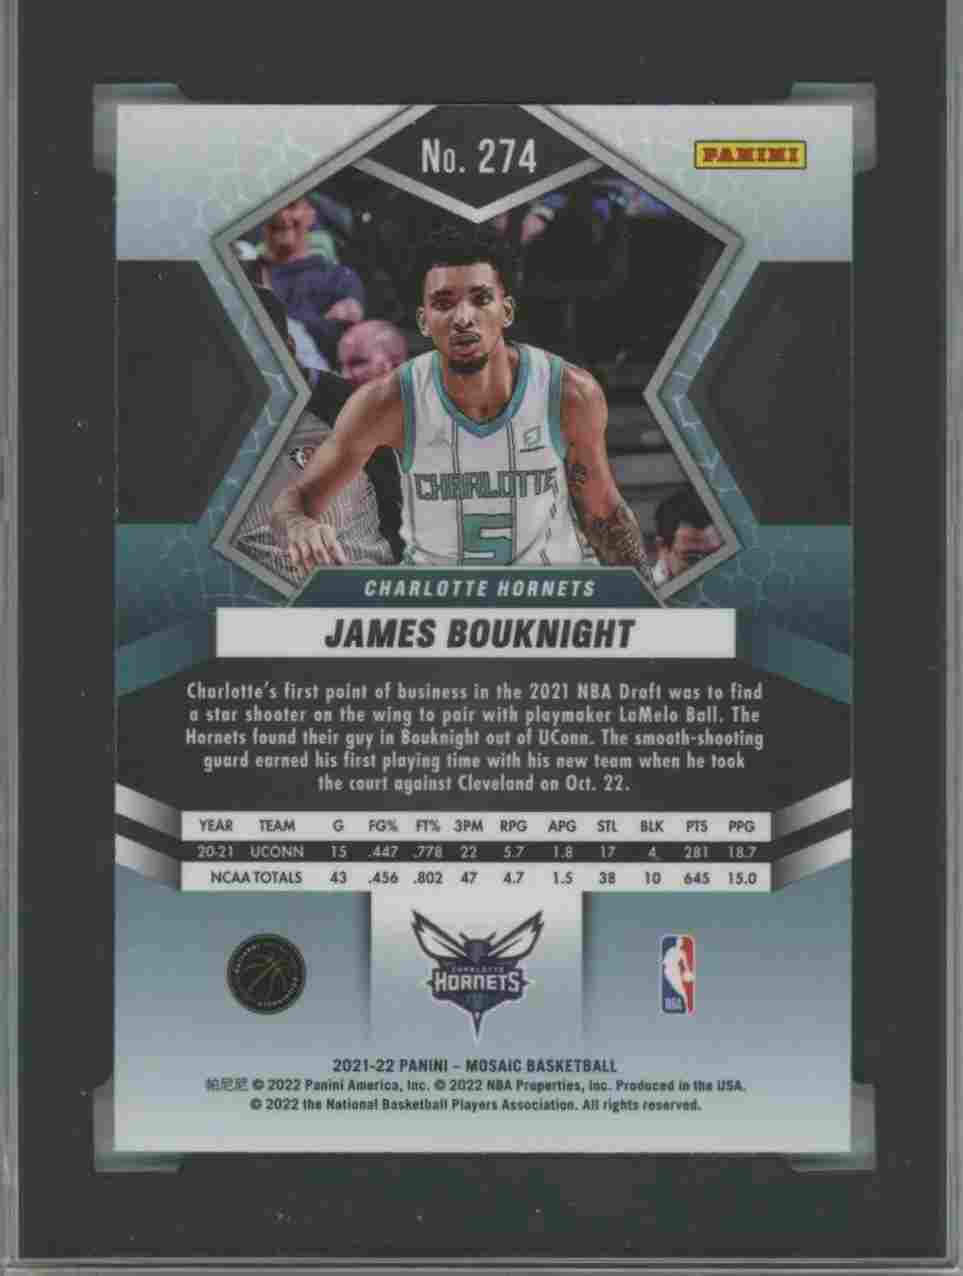 No. 274
PANINI
CHARLOTTE
5
CHARLOTTE HORNETS
JAMES BOUKNIGHT
Charlotte's first point of business in the 2021 NBA Draft was to find
a star shooter on the wing to pair with playmaker LaMelo Ball. The
Hornets found their guy in Bouknight out of UConn. The smooth-shooting
guard earned his first playing time with his new team when he took
the court against Cleveland on Oct. 22.
YEAR TEAM G FG% FT% 3PM RPG APG STL BLK PTS PPG
20-21 UCONN 15 .447 .778 22 5.7 1.8 17 4 281 18.7
NCAA TOTALS 43 .456 .802 47 4.7 1.5 38 10 645 15.0
CHARLOTTE
HORNETS
NBA
2021-22 PANINI – MOSAIC BASKETBALL
帕尼尼 © 2022 Panini America, Inc. © 2022 NBA Properties, Inc. Produced in the USA.
© 2022 the National Basketball Players Association. All rights reserved.